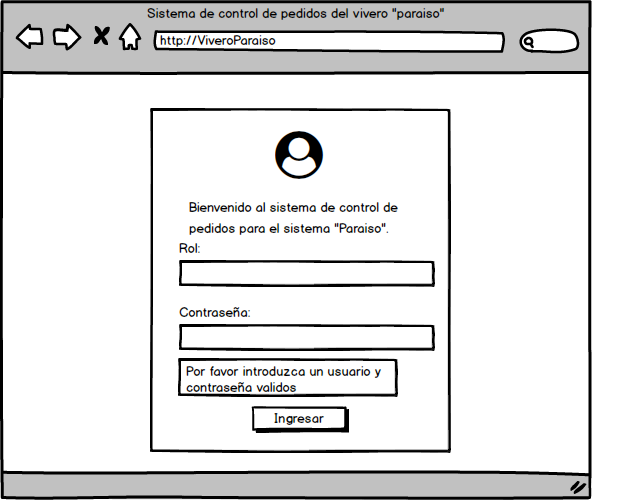 Sistema de control de pedidos del vivero "paraiso"
http://ViveroParaiso
Bienvenido al sistema de control de
pedidos para el sistema "Paraiso".
Rol:
Contraseña:
Por favor introduzca un usuario y
contraseña validos
Ingresar